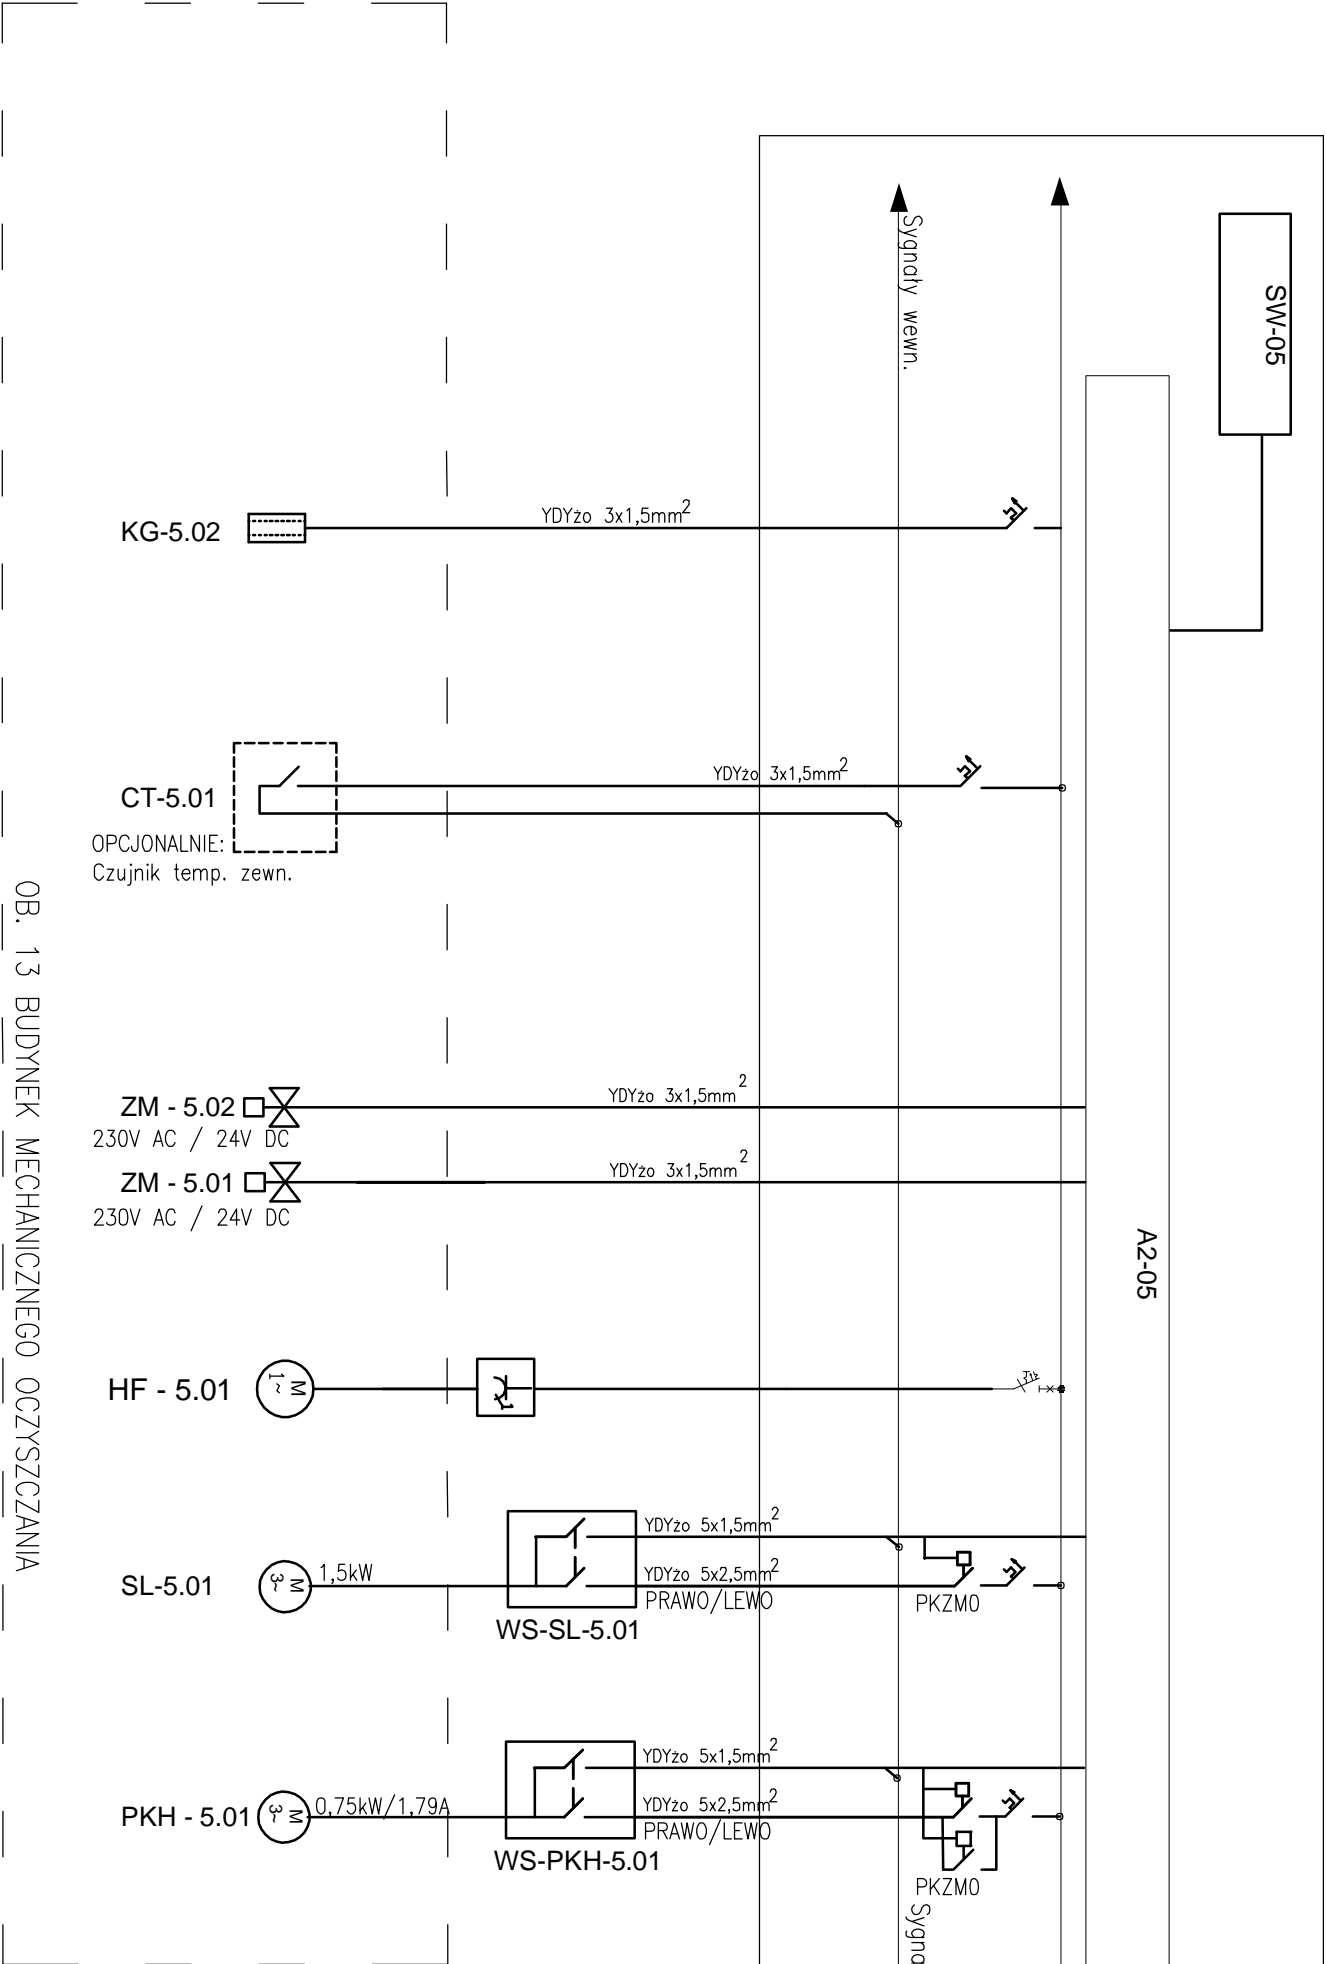 SW-05
Sygnały wewn.
KG-5.02
YDYżo 3x1,5mm²
CT-5.01
YDYżo 3x1,5mm²
OPCJONALNIE:
Czujnik temp. zewn.
OB. 13 BUDYNEK MECHANICZNEGO OCZYSZCZANIA
ZM - 5.02
YDYżo 3x1,5mm²
230V AC / 24V DC
ZM - 5.01
YDYżo 3x1,5mm²
230V AC / 24V DC
A2-05
HF - 5.01
M
1~
1
SL-5.01
M
3~
1,5kW
YDYżo 5x1,5mm²
YDYżo 5x2,5mm²
PRAWO/LEWO
PKZM0
WS-SL-5.01
PKH - 5.01
M
3~
0,75kW/1,79A
YDYżo 5x1,5mm²
YDYżo 5x2,5mm²
PRAWO/LEWO
PKZM0
WS-PKH-5.01
Sygna